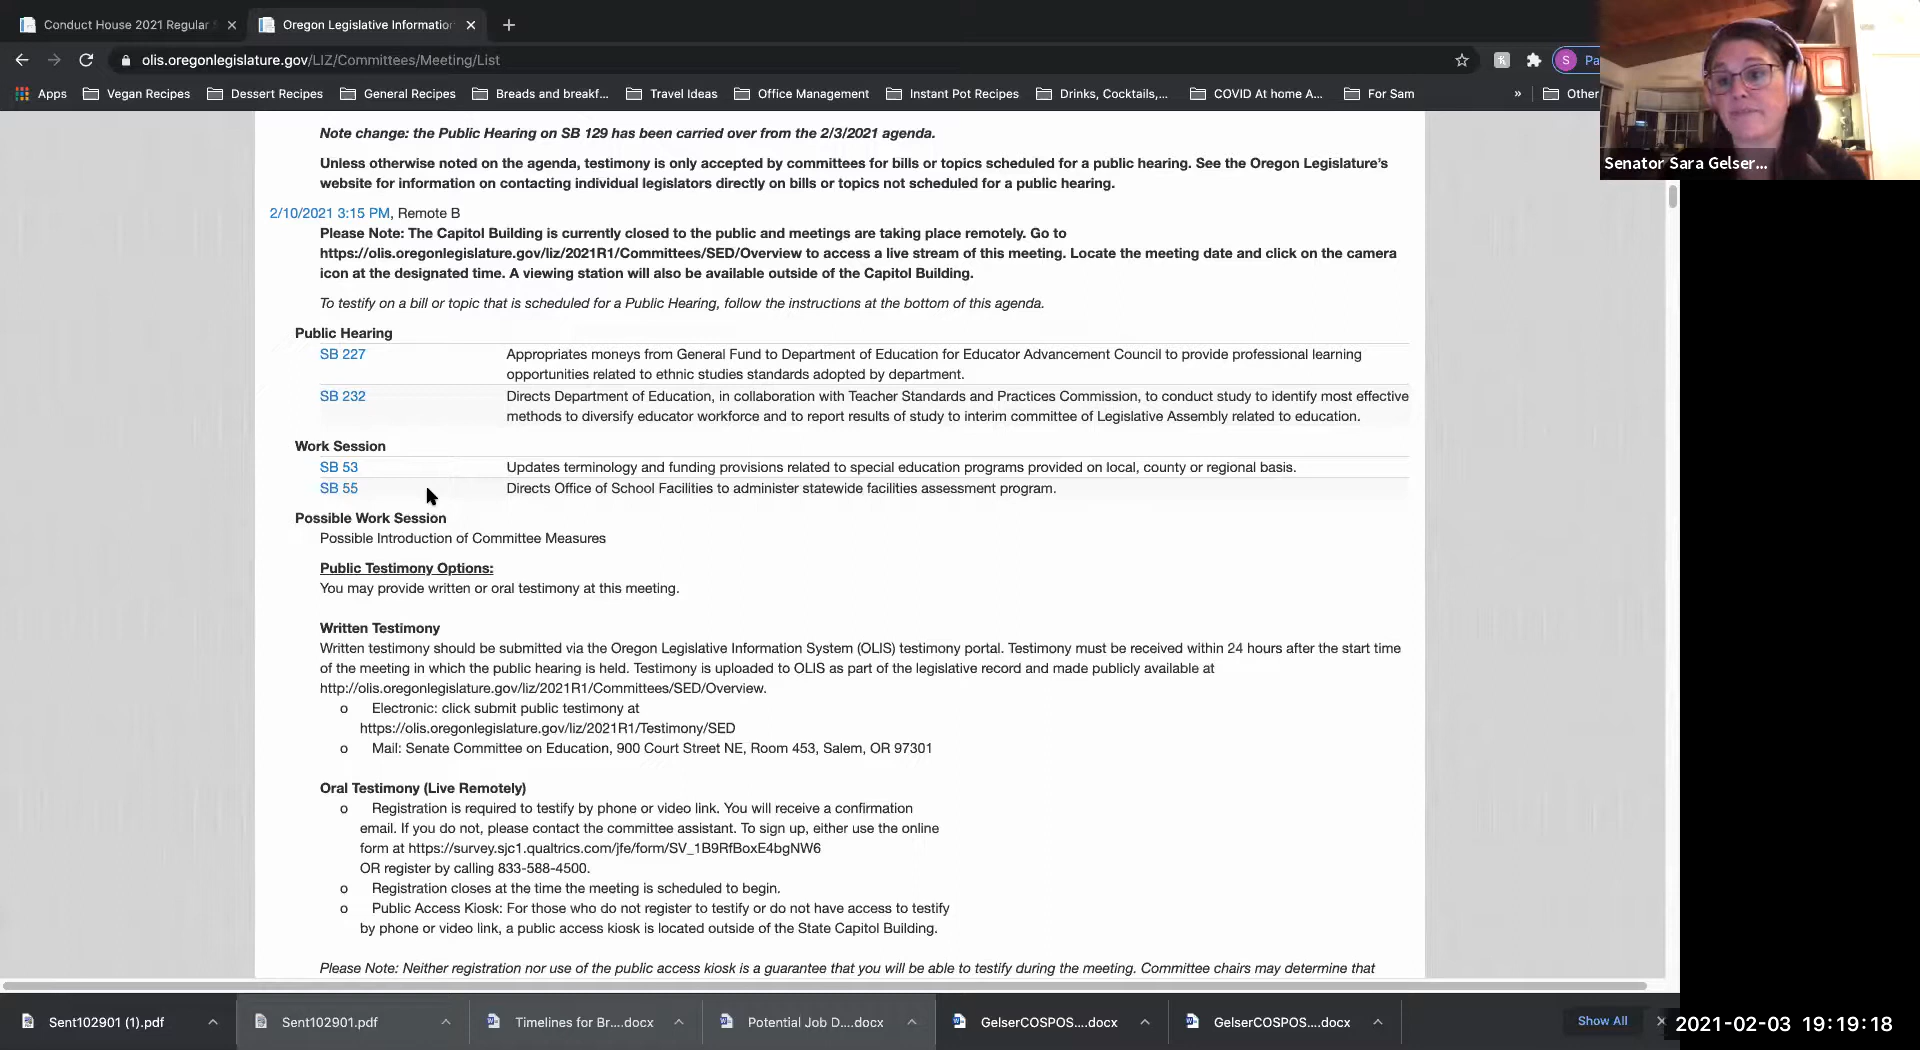 Conduct House 2021 Regular
Oregon Legislative Informatio
olis.oregonlegislature.gov/LIZ/Committees/Meeting/List
S
Pa
Apps
Vegan Recipes
Dessert Recipes
General Recipes
Breads and breakf...
Travel Ideas
Office Management
Instant Pot Recipes
Drinks, Cocktails,...
COVID At home A...
For Sam
»
Other
Senator Sara Gelser...
Note change: the Public Hearing on SB 129 has been carried over from the 2/3/2021 agenda.
Unless otherwise noted on the agenda, testimony is only accepted by committees for bills or topics scheduled for a public hearing. See the Oregon Legislature's
website for information on contacting individual legislators directly on bills or topics not scheduled for a public hearing.
2/10/2021 3:15 PM, Remote B
Please Note: The Capitol Building is currently closed to the public and meetings are taking place remotely. Go to
https://olis.oregonlegislature.gov/liz/2021R1/Committees/SED/Overview to access a live stream of this meeting. Locate the meeting date and click on the camera
icon at the designated time. A viewing station will also be available outside of the Capitol Building.
To testify on a bill or topic that is scheduled for a Public Hearing, follow the instructions at the bottom of this agenda.
Public Hearing
SB 227 Appropriates moneys from General Fund to Department of Education for Educator Advancement Council to provide professional learning
opportunities related to ethnic studies standards adopted by department.
SB 232 Directs Department of Education, in collaboration with Teacher Standards and Practices Commission, to conduct study to identify most effective
methods to diversify educator workforce and to report results of study to interim committee of Legislative Assembly related to education.
Work Session
SB 53 Updates terminology and funding provisions related to special education programs provided on local, county or regional basis.
SB 55 Directs Office of School Facilities to administer statewide facilities assessment program.
Possible Work Session
Possible Introduction of Committee Measures
Public Testimony Options:
You may provide written or oral testimony at this meeting.
Written Testimony
Written testimony should be submitted via the Oregon Legislative Information System (OLIS) testimony portal. Testimony must be received within 24 hours after the start time
of the meeting in which the public hearing is held. Testimony is uploaded to OLIS as part of the legislative record and made publicly available at
http://olis.oregonlegislature.gov/liz/2021R1/Committees/SED/Overview.
o Electronic: click submit public testimony at
https://olis.oregonlegislature.gov/liz/2021R1/Testimony/SED
o Mail: Senate Committee on Education, 900 Court Street NE, Room 453, Salem, OR 97301
Oral Testimony (Live Remotely)
o Registration is required to testify by phone or video link. You will receive a confirmation
email. If you do not, please contact the committee assistant. To sign up, either use the online
form at https://survey.sjc1.qualtrics.com/jfe/form/SV_1B9RfBoxE4bgNW6
OR register by calling 833-588-4500.
o Registration closes at the time the meeting is scheduled to begin.
o Public Access Kiosk: For those who do not register to testify or do not have access to testify
by phone or video link, a public access kiosk is located outside of the State Capitol Building.
Please Note: Neither registration nor use of the public access kiosk is a guarantee that you will be able to testify during the meeting. Committee chairs may determine that
Sent102901 (1).pdf
Sent102901.pdf
Timelines for Br....docx
Potential Job D....docx
GelserCOSPOS....docx
GelserCOSPOS....docx
Show All
2021-02-03 19:19:18